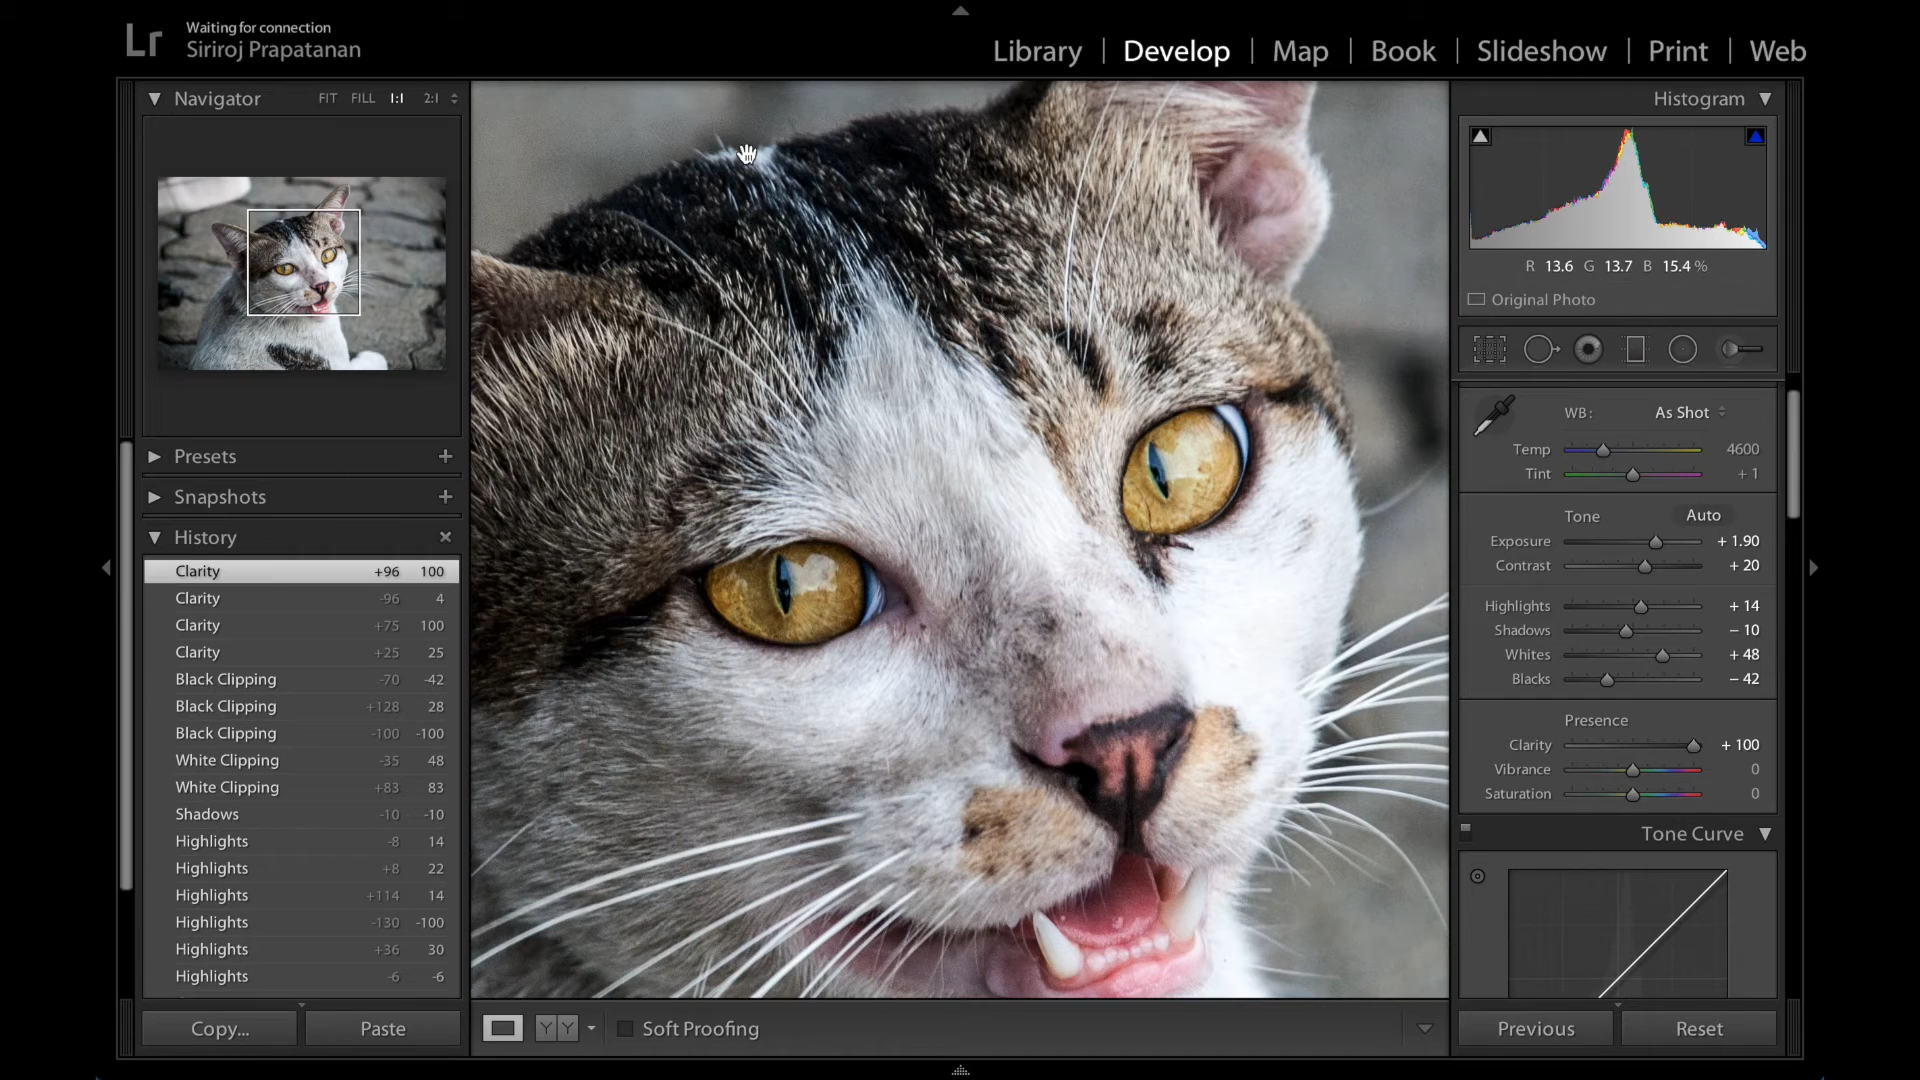 Lr
Waiting for connection
Siriroj Prapatanan
Library | Develop | Map | Book | Slideshow | Print | Web
Navigator FIT FILL 1:1 2:1
Presets
Snapshots
History
Clarity +96 100
Clarity -96 4
Clarity +75 100
Clarity +25 25
Black Clipping -70 -42
Black Clipping +128 28
Black Clipping -100 -100
White Clipping -35 48
White Clipping +83 83
Shadows -10 -10
Highlights -8 14
Highlights +8 22
Highlights +114 14
Highlights -130 -100
Highlights +36 30
Highlights -6 -6
Copy... Paste
Y Y Soft Proofing
Histogram
R 13.6 G 13.7 B 15.4 %
Original Photo
WB: As Shot
Temp 4600
Tint + 1
Tone Auto
Exposure + 1.90
Contrast + 20
Highlights + 14
Shadows – 10
Whites + 48
Blacks – 42
Presence
Clarity + 100
Vibrance 0
Saturation 0
Tone Curve
Previous Reset